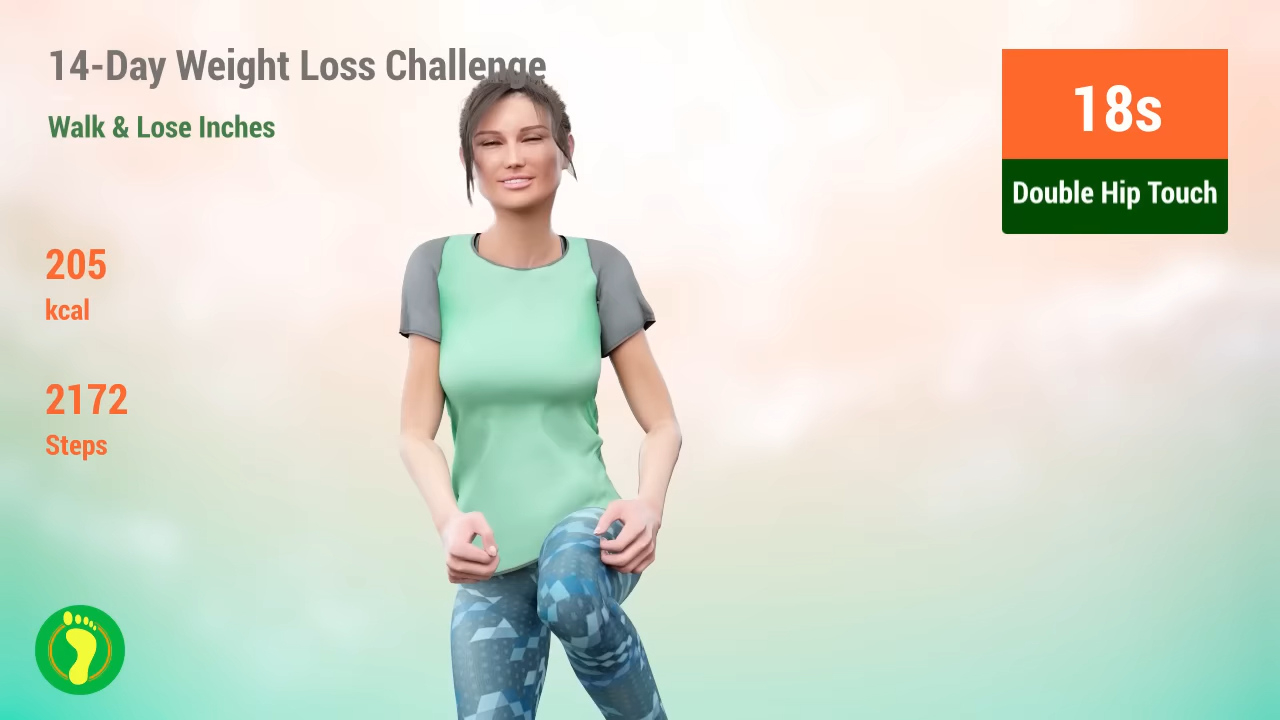 14-Day Weight Loss Challenge
Walk & Lose Inches
18s
Double Hip Touch
205
kcal
2172
Steps